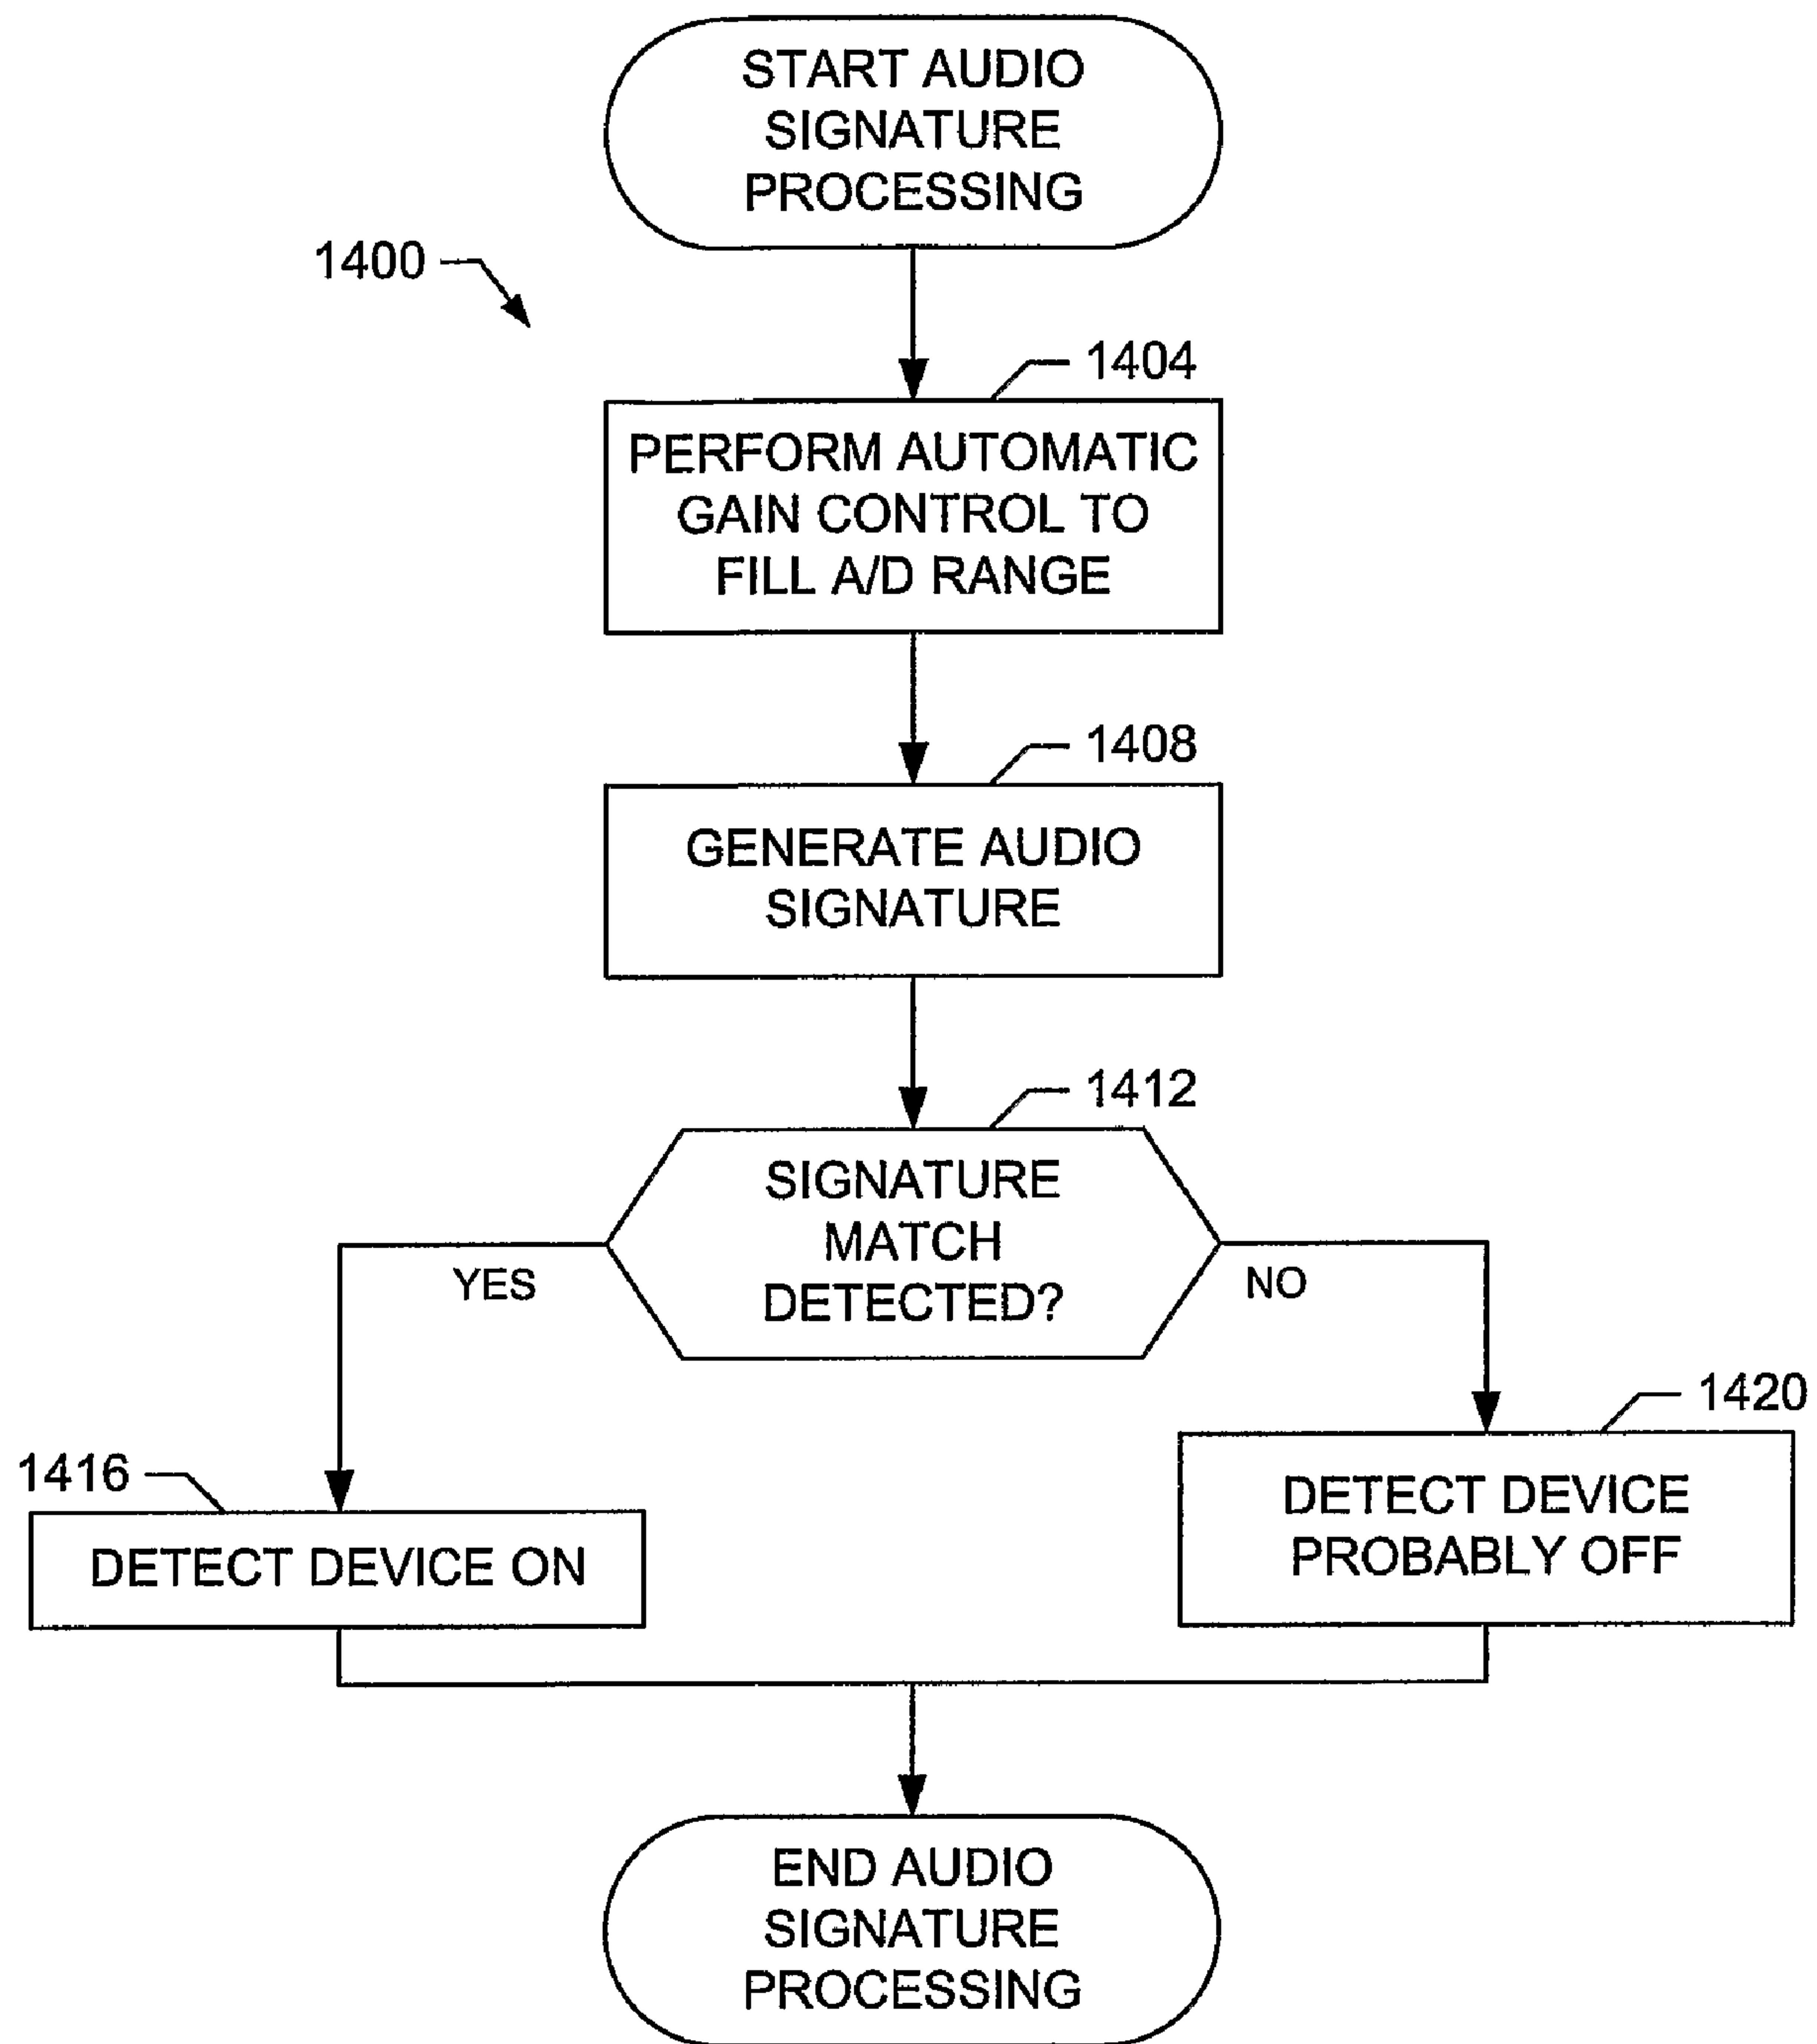 START AUDIO
SIGNATURE
PROCESSING
1400
1404
PERFORM AUTOMATIC
GAIN CONTROL TO
FILL A/D RANGE
1408
GENERATE AUDIO
SIGNATURE
1412
SIGNATURE
MATCH
DETECTED?
YES
NO
1416
DETECT DEVICE ON
1420
DETECT DEVICE
PROBABLY OFF
END AUDIO
SIGNATURE
PROCESSING